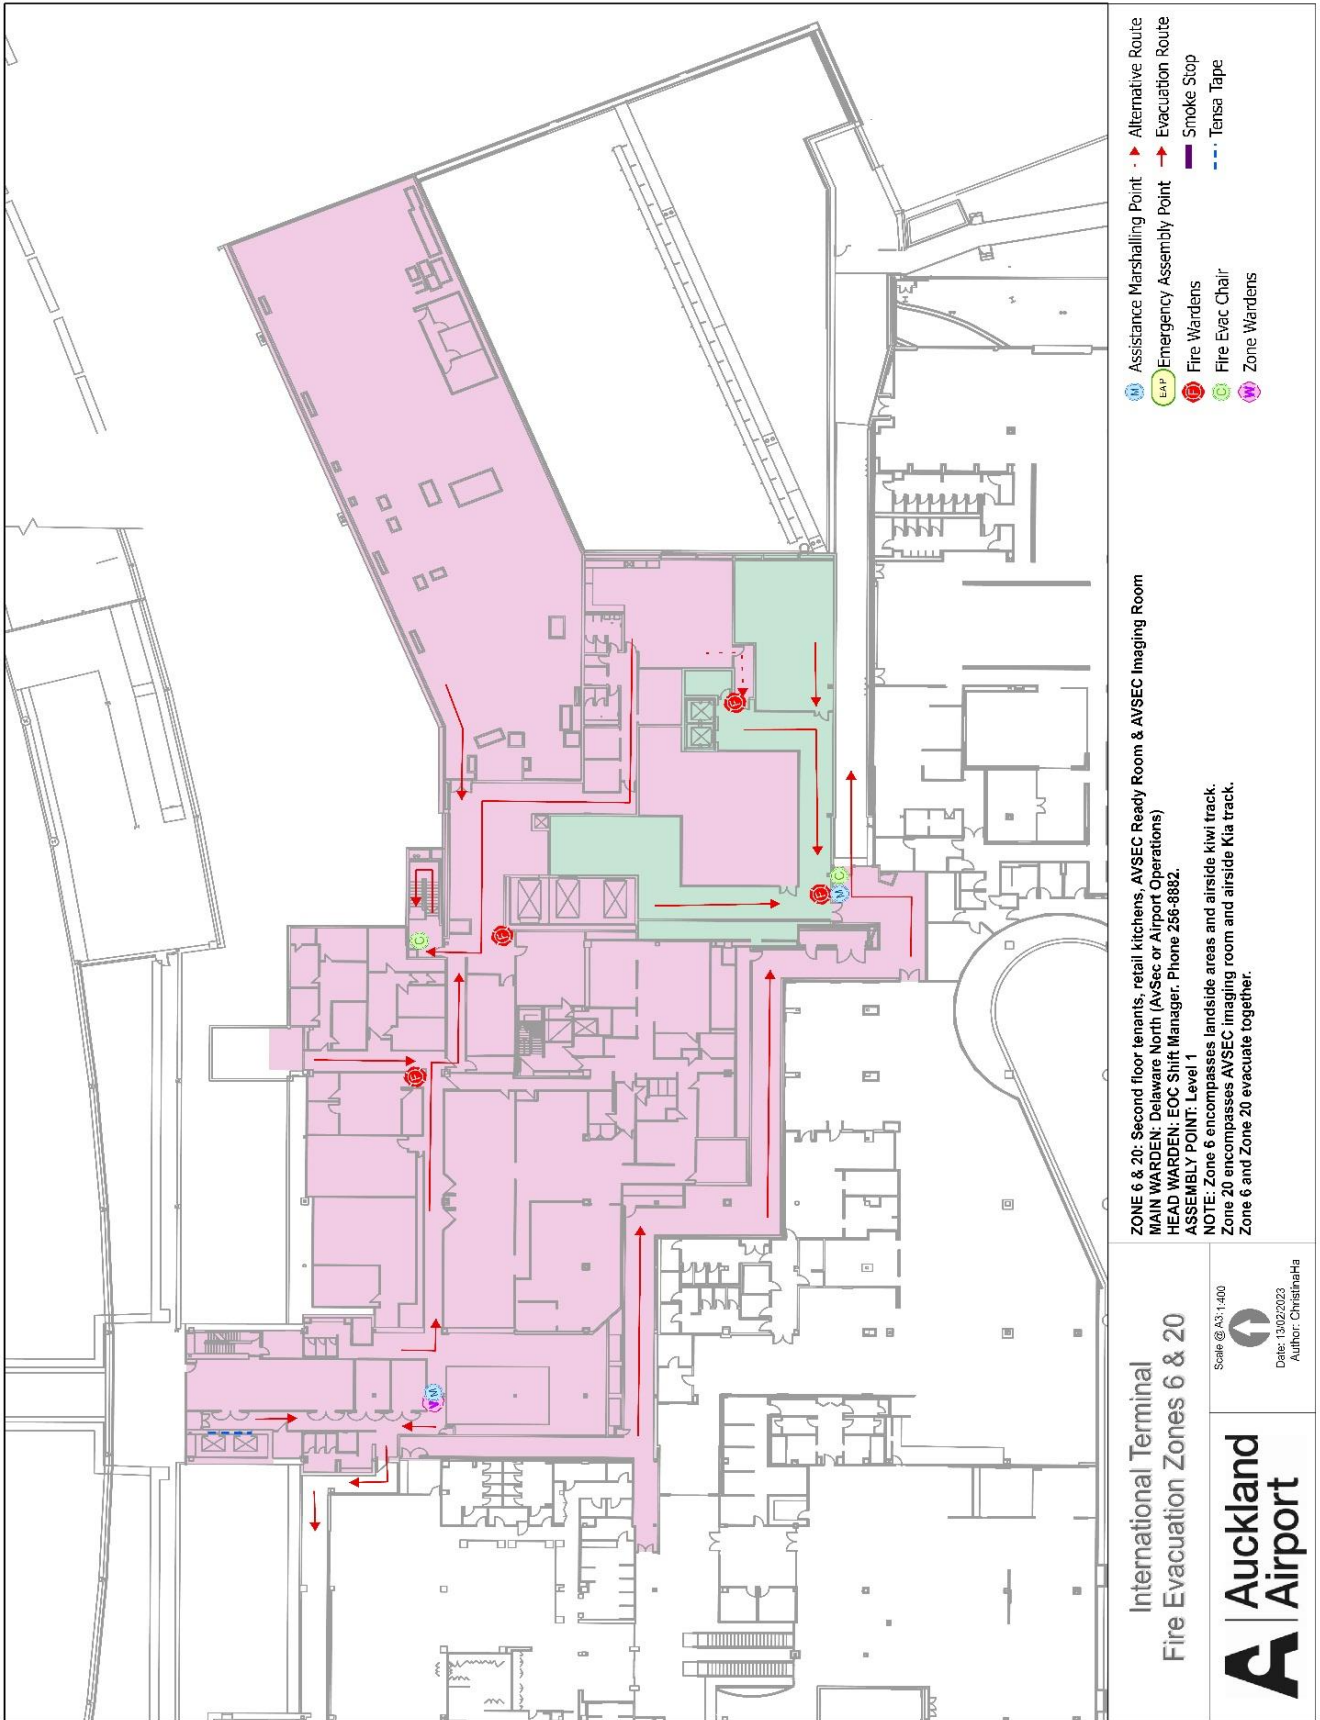 International Terminal
Fire Evacuation Zones 6 & 20
A | Auckland
Airport
Scale @ A3:1:400
Date: 13/02/2023
Author: ChristinaHa
ZONE 6 & 20: Second floor tenants, retail kitchens, AVSEC Ready Room & AVSEC Imaging Room
MAIN WARDEN: Delaware North (AvSec or Airport Operations)
HEAD WARDEN: EOC Shift Manager. Phone 256-8882.
ASSEMBLY POINT: Level 1
NOTE: Zone 6 encompasses landside areas and airside kiwi track.
Zone 20 encompasses AVSEC imaging room and airside Kia track.
Zone 6 and Zone 20 evacuate together.
M Assistance Marshalling Point
EAP Emergency Assembly Point
F Fire Wardens
C Fire Evac Chair
W Zone Wardens
Alternative Route
Evacuation Route
Smoke Stop
Tensa Tape
F
F
F
F
C
C
M
M
W